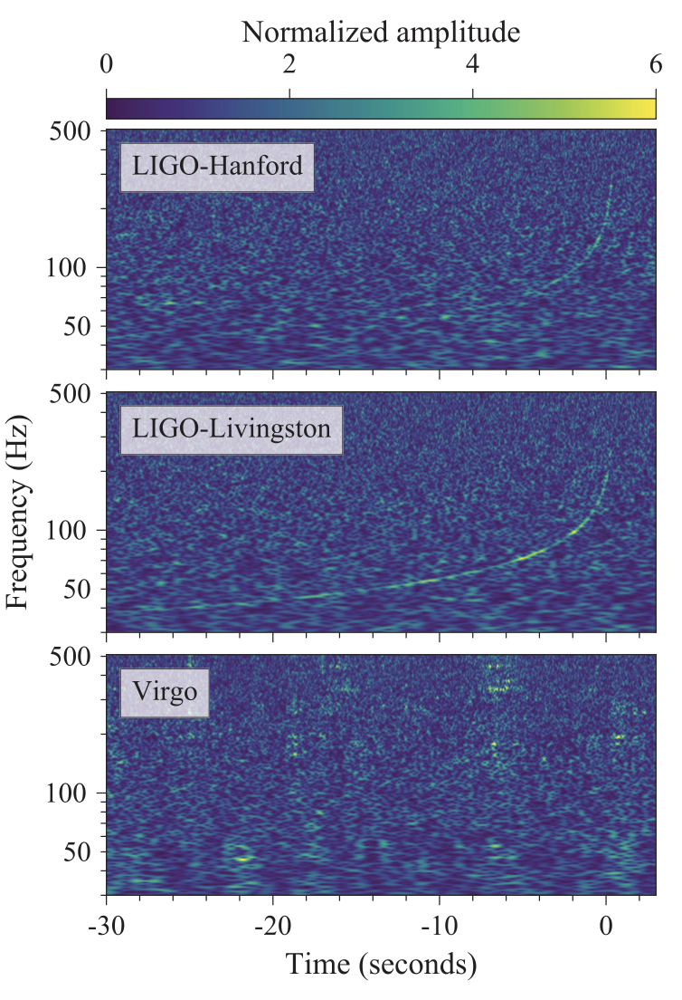 Normalized amplitude
0 2 4 6
500
LIGO-Hanford
100
50
500
LIGO-Livingston
100
50
Frequency (Hz)
500
Virgo
100
50
-30 -20 -10 0
Time (seconds)